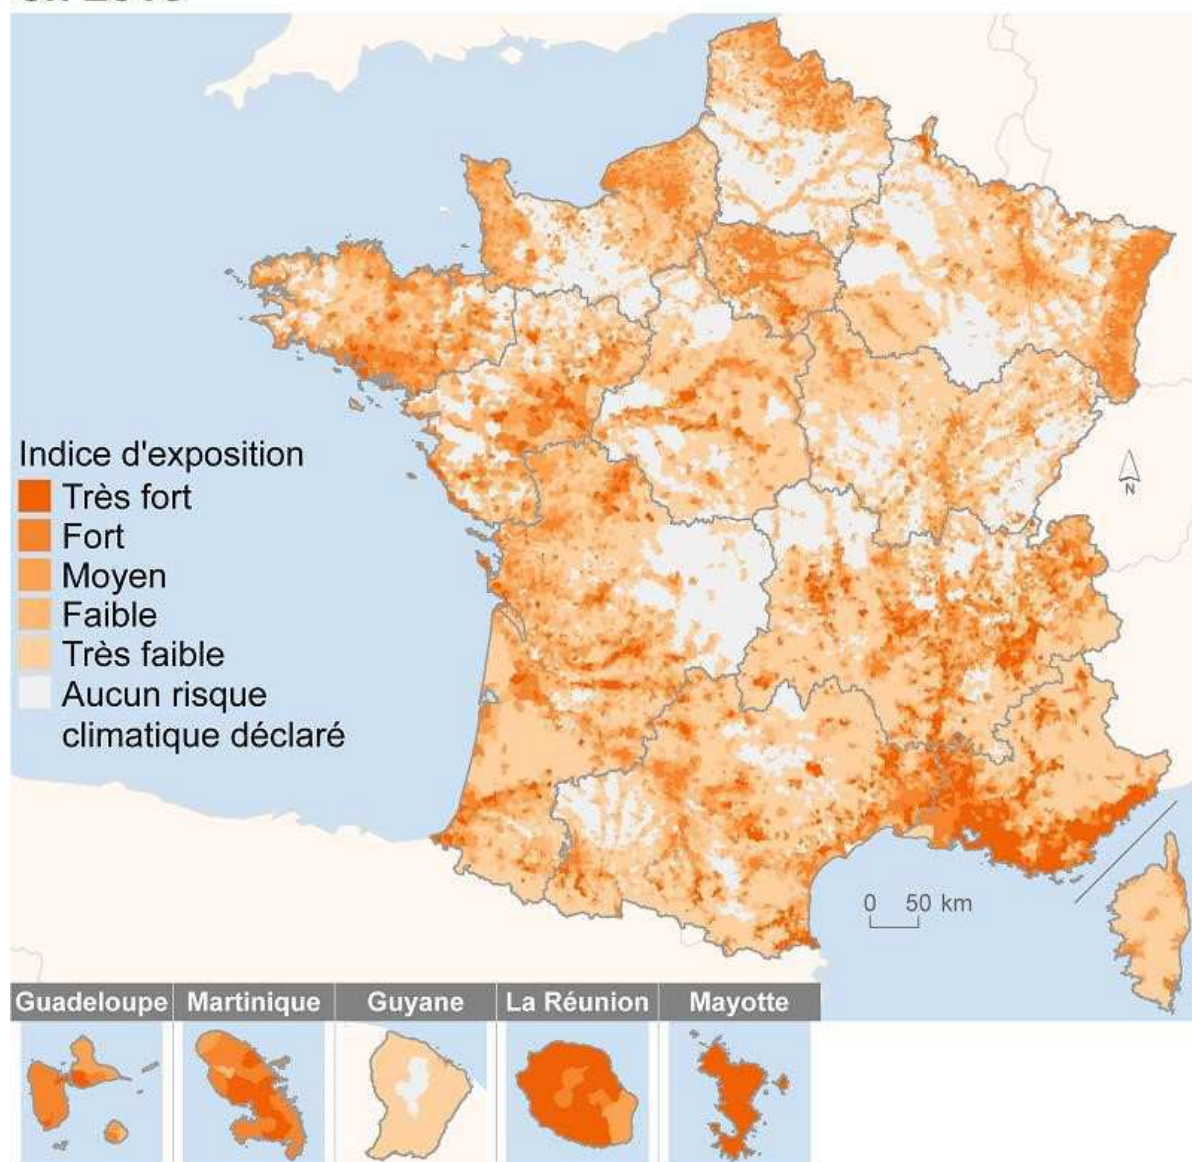 Indice d'exposition
Très fort
Fort
Moyen
Faible
Très faible
Aucun risque
climatique déclaré
N
0 50 km
Guadeloupe
Martinique
Guyane
La Réunion
Mayotte